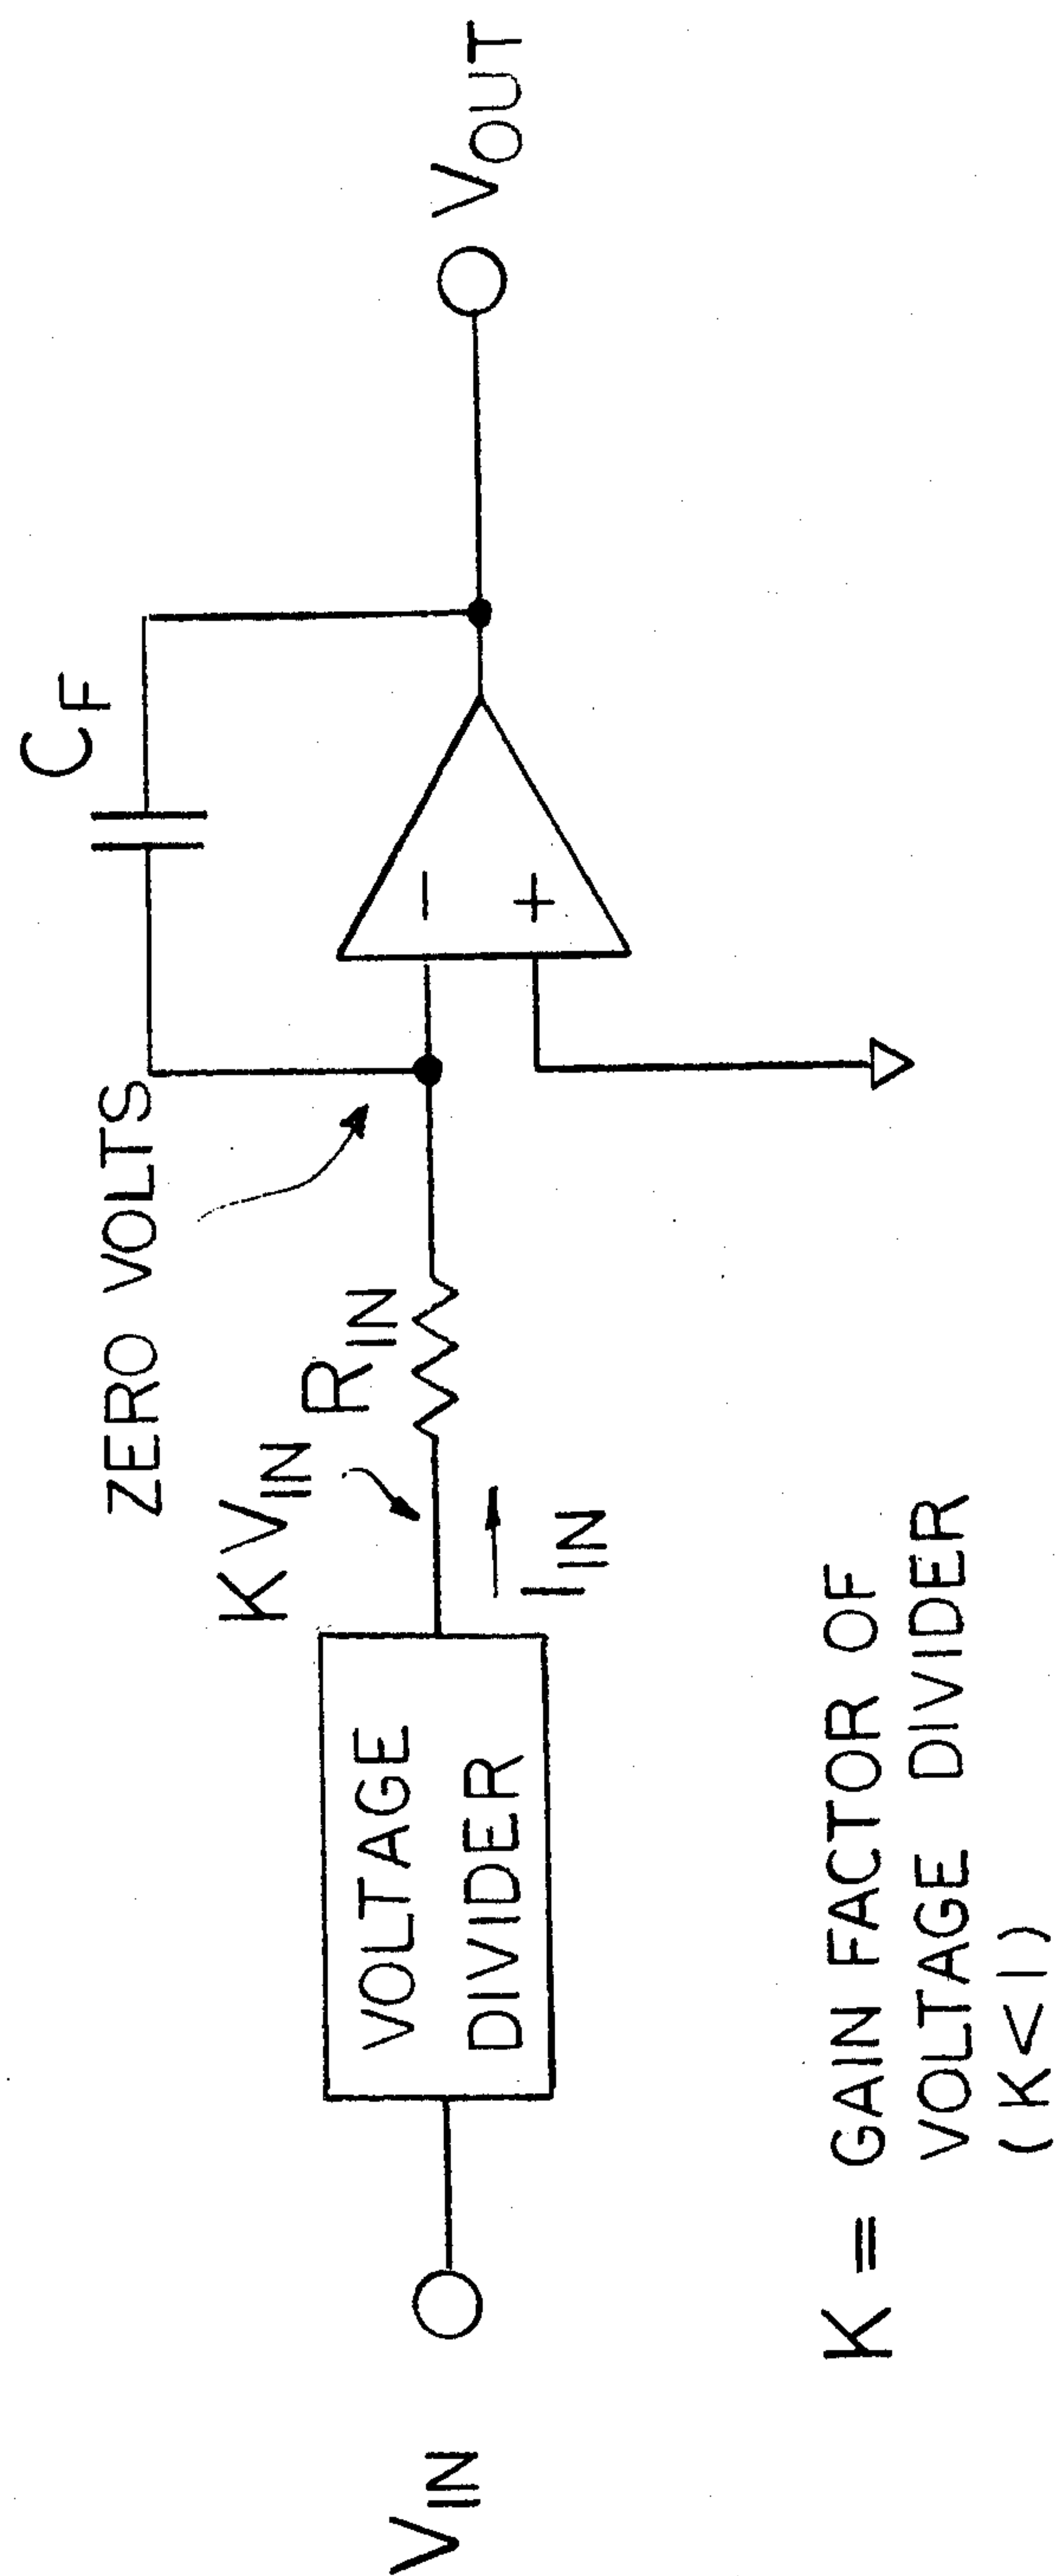 C_F
ZERO VOLTS
K V_IN
R_IN
V_IN
VOLTAGE
DIVIDER
I_IN
−
+
V_OUT
K = GAIN FACTOR OF
VOLTAGE DIVIDER
(K<1)